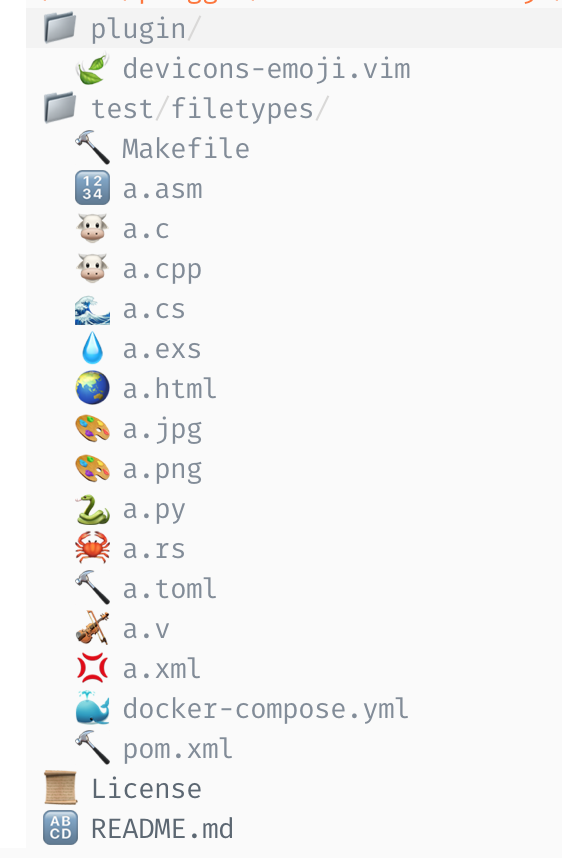 plugin/
devicons-emoji.vim
test/filetypes/
Makefile
a.asm
a.c
a.cpp
a.cs
a.exs
a.html
a.jpg
a.png
a.py
a.rs
a.toml
a.v
a.xml
docker-compose.yml
pom.xml
License
README.md